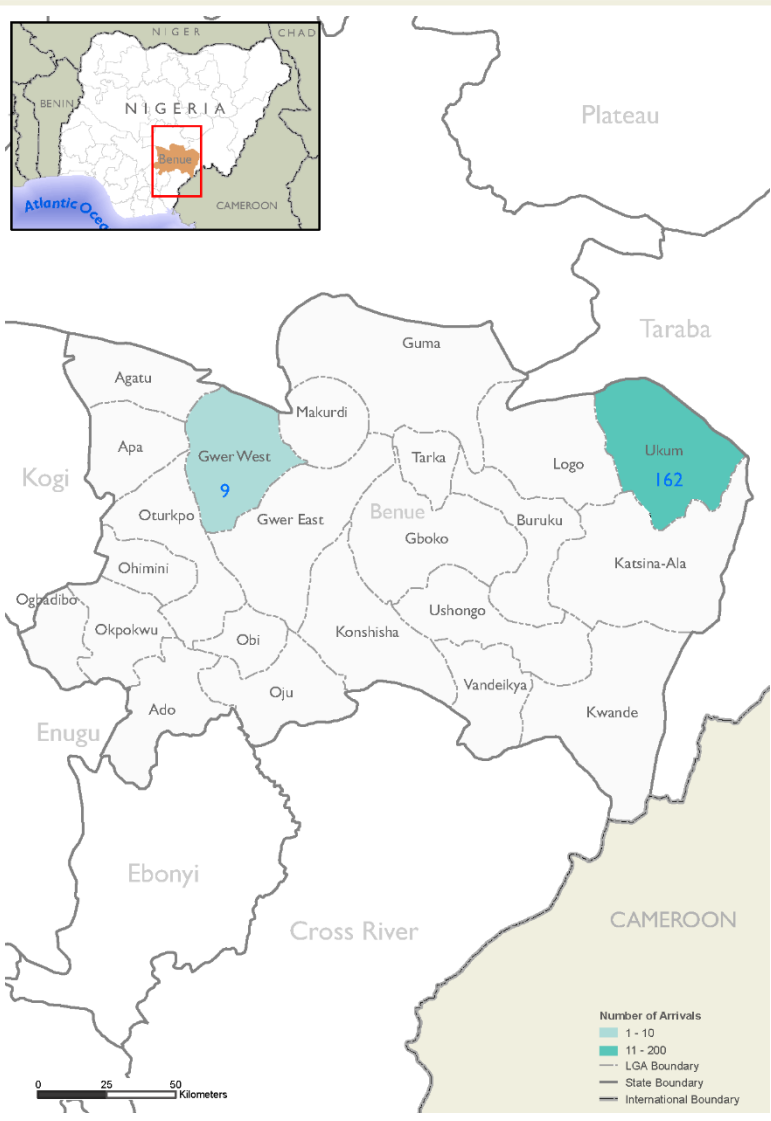 NIGER
CHAD
BENIN
NIGERIA
Benue
CAMEROON
Atlantic Ocea
Plateau
Taraba
Guma
Agatu
Makurdi
Apa
Gwer West
9
Tarka
Logo
Ukum
162
Kogi
Oturkpo
Gwer East
Benue
Buruku
Gboko
Katsina-Ala
Ohimini
Ogbadibo
Okpokwu
Obi
Konshisha
Ushongo
Vandeikya
Oju
Ado
Kwande
Enugu
Ebonyi
Cross River
CAMEROON
Number of Arrivals
1 - 10
11 - 200
LGA Boundary
State Boundary
International Boundary
0 25 50
Kilometers